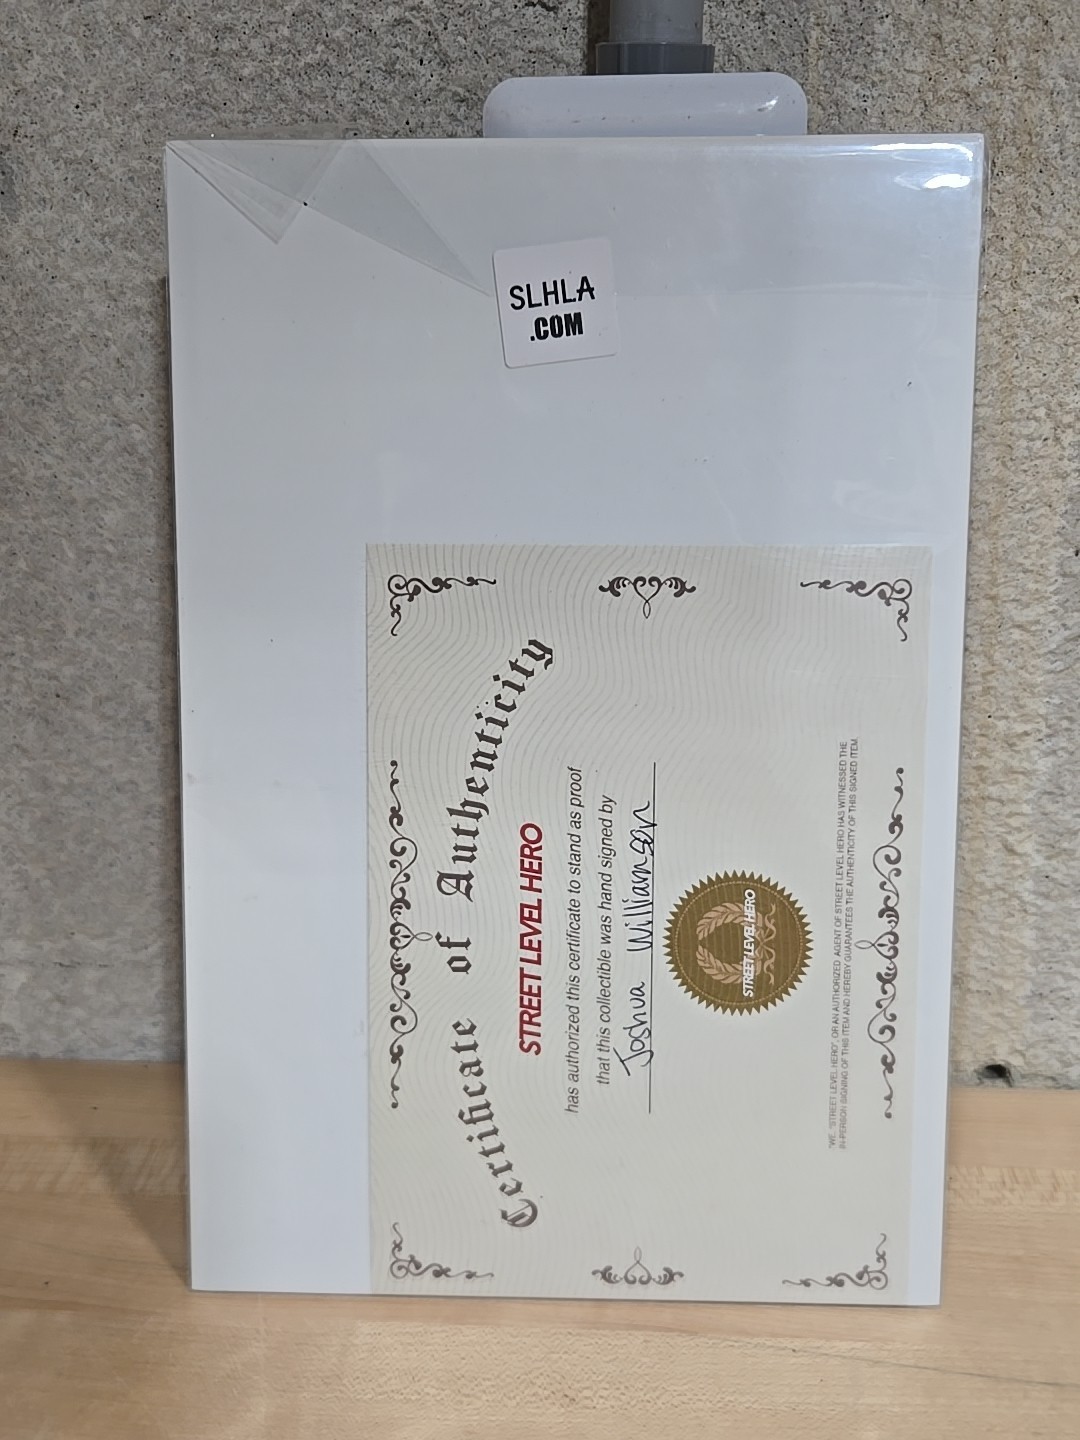 SLHLA
.COM
Certificate of Authenticity
STREET LEVEL HERO
has authorized this certificate to stand as proof
that this collectible was hand signed by
Joshua Williamson
STREET LEVEL HERO
"WE, "STREET LEVEL HERO", OR AN AUTHORIZED AGENT OF STREET LEVEL HERO HAS WITNESSED THE
IN-PERSON SIGNING OF THIS ITEM AND HEREBY GUARANTEES THE AUTHENTICITY OF THIS SIGNED ITEM.